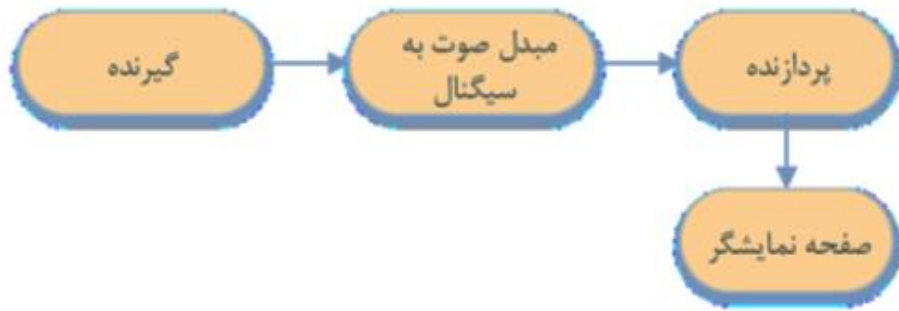 گیرنده
مبدل صوت به
سیگنال
پردازنده
صفحه نمایشگر